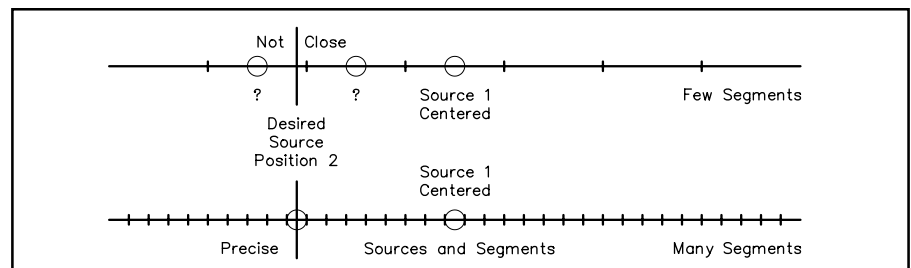 Not Close
? ? Source 1 Few Segments
Centered
Desired
Source
Position 2
Source 1
Centered
Precise Sources and Segments Many Segments